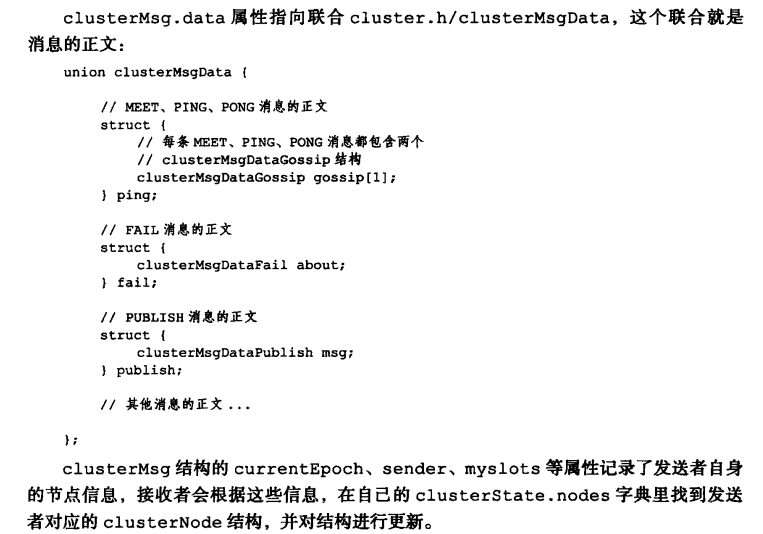 clusterMsg.data 属性指向联合 cluster.h/clusterMsgData，这个联合就是
消息的正文：
union clusterMsgData {
// MEET、PING、PONG 消息的正文
struct {
// 每条 MEET、PING、PONG 消息都包含两个
// clusterMsgDataGossip 结构
clusterMsgDataGossip gossip[1];
} ping;
// FAIL 消息的正文
struct {
clusterMsgDataFail about;
} fail;
// PUBLISH 消息的正文
struct {
clusterMsgDataPublish msg;
} publish;
// 其他消息的正文 ...
};
clusterMsg 结构的 currentEpoch、sender、myslots 等属性记录了发送者自身
的节点信息，接收者会根据这些信息，在自己的 clusterState.nodes 字典里找到发送
者对应的 clusterNode 结构，并对结构进行更新。